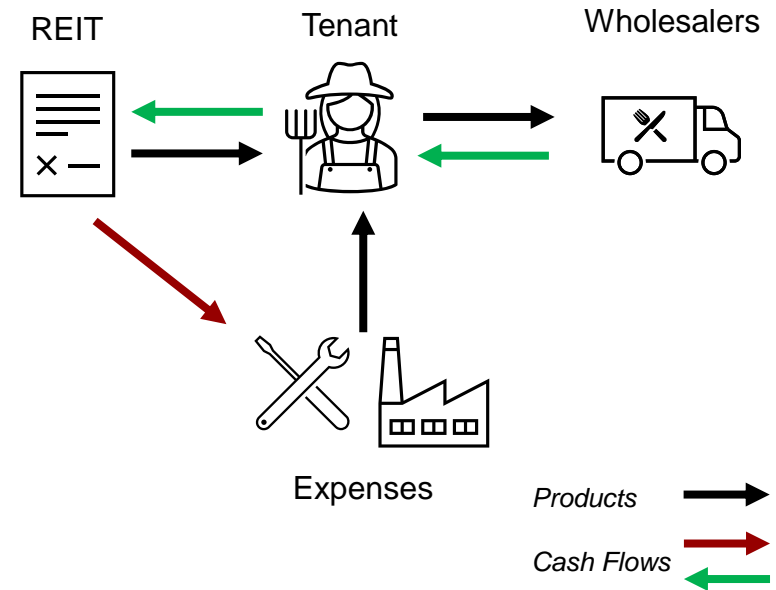 REIT
Tenant
Wholesalers
Expenses
Products
Cash Flows